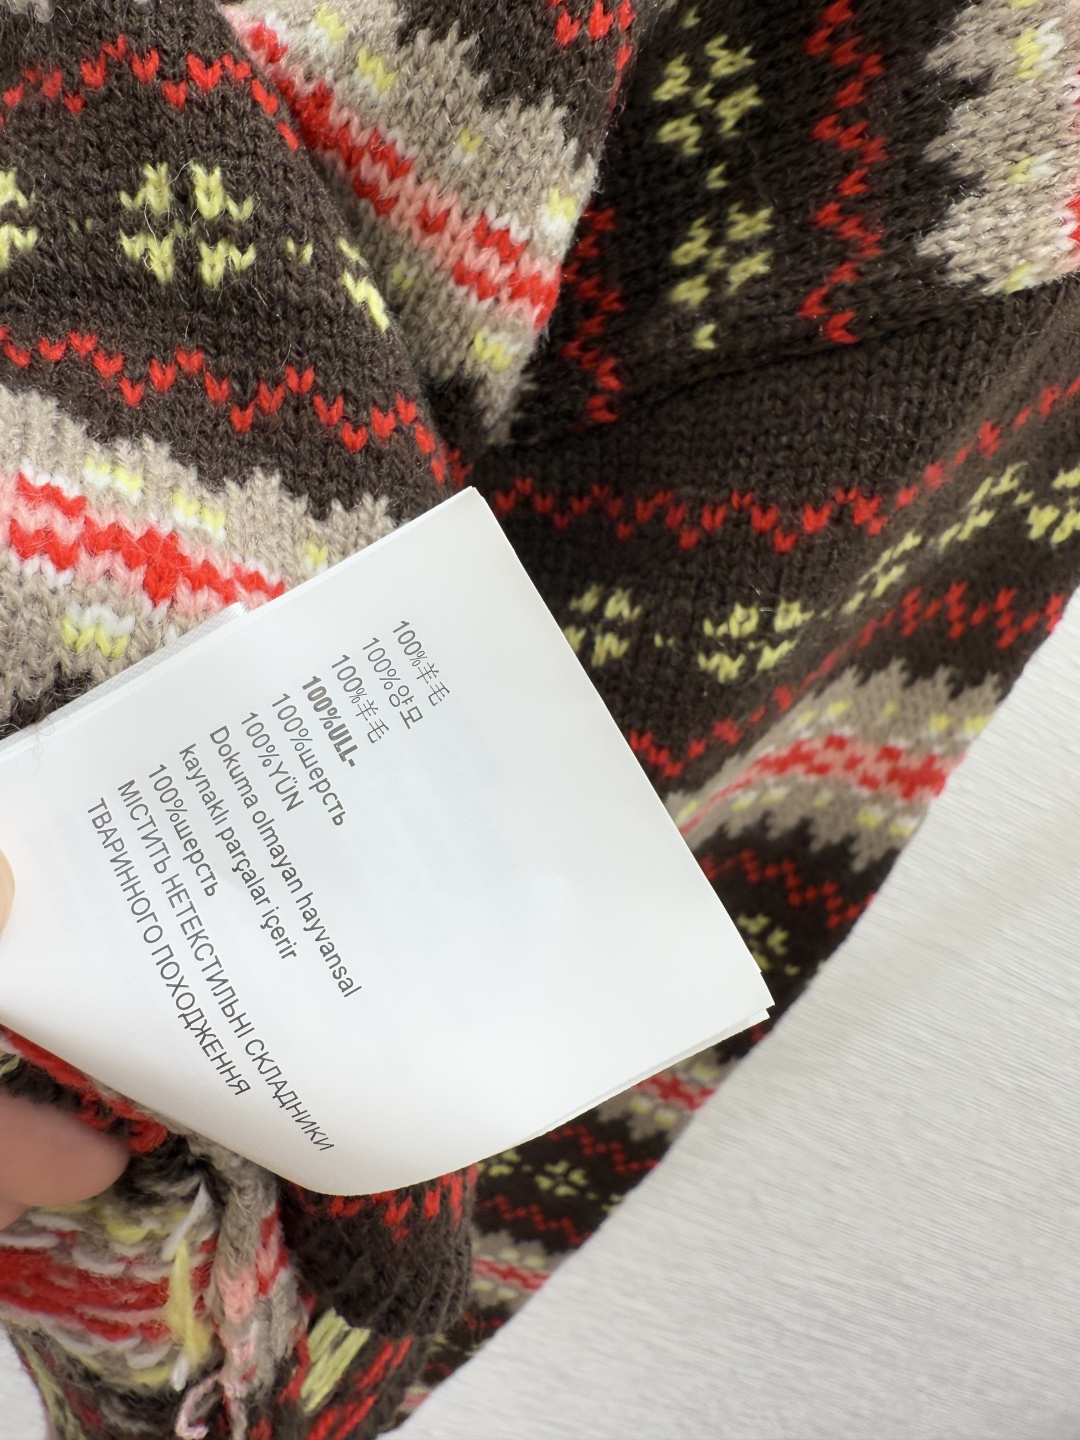 100%羊毛
100%양모
100%羊毛
100%ULL-
100%шерсть
100%YÜN
Dokuma olmayan hayvansal
kaynaklı parçalar içerir
100%шерсть
МІСТИТЬ НЕТЕКСТИЛЬНІ СКЛАДНИКИ
ТВАРИННОГО ПОХОДЖЕННЯ